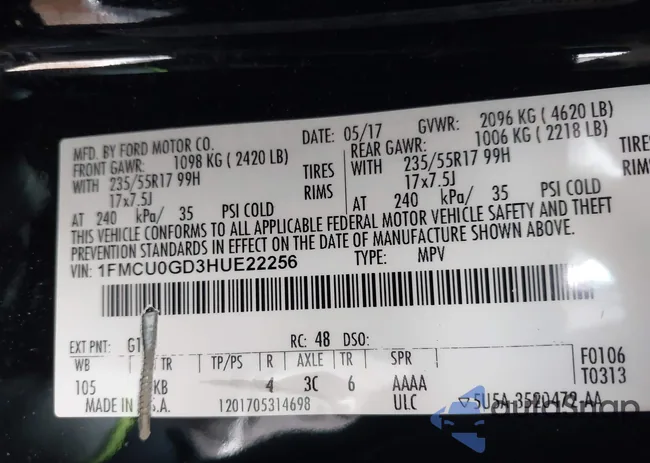 MFD. BY FORD MOTOR CO. DATE: 05/17 GVWR: 2096 KG ( 4620 LB)
FRONT GAWR: 1098 KG ( 2420 LB) REAR GAWR: 1006 KG ( 2218 LB)
WITH 235/55R17 99H TIRES WITH 235/55R17 99H TIRES
17x7.5J RIMS 17x7.5J RIMS
AT 240 kPa/ 35 PSI COLD AT 240 kPa/ 35 PSI COLD
THIS VEHICLE CONFORMS TO ALL APPLICABLE FEDERAL MOTOR VEHICLE SAFETY AND THEFT
PREVENTION STANDARDS IN EFFECT ON THE DATE OF MANUFACTURE SHOWN ABOVE.
VIN: 1FMCU0GD3HUE22256 TYPE: MPV
EXT PNT: G1 RC: 48 DSO:
WB TR TP/PS R AXLE TR SPR F0106
105 KB 4 3C 6 AAAA T0313
MADE IN U.S.A. 1201705314698 ULC 5U5A-3520472-AA
autosnap